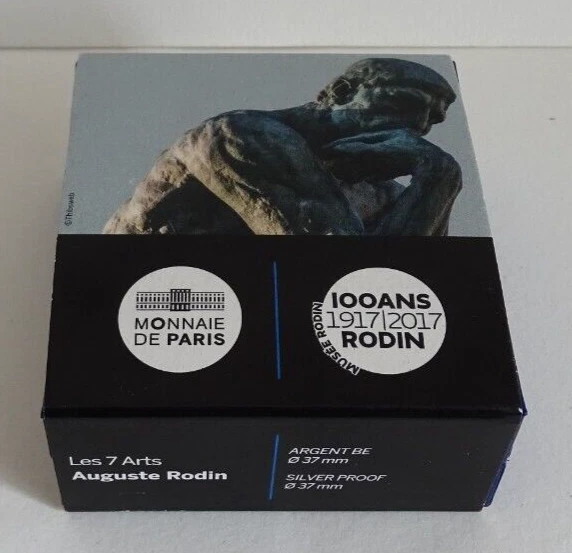 ©Thibsweb
MONNAIE
DE PARIS
100ANS
1917|2017
RODIN
MUSÉE RODIN
Les 7 Arts
Auguste Rodin
ARGENT BE
Ø 37 mm
SILVER PROOF
Ø 37 mm